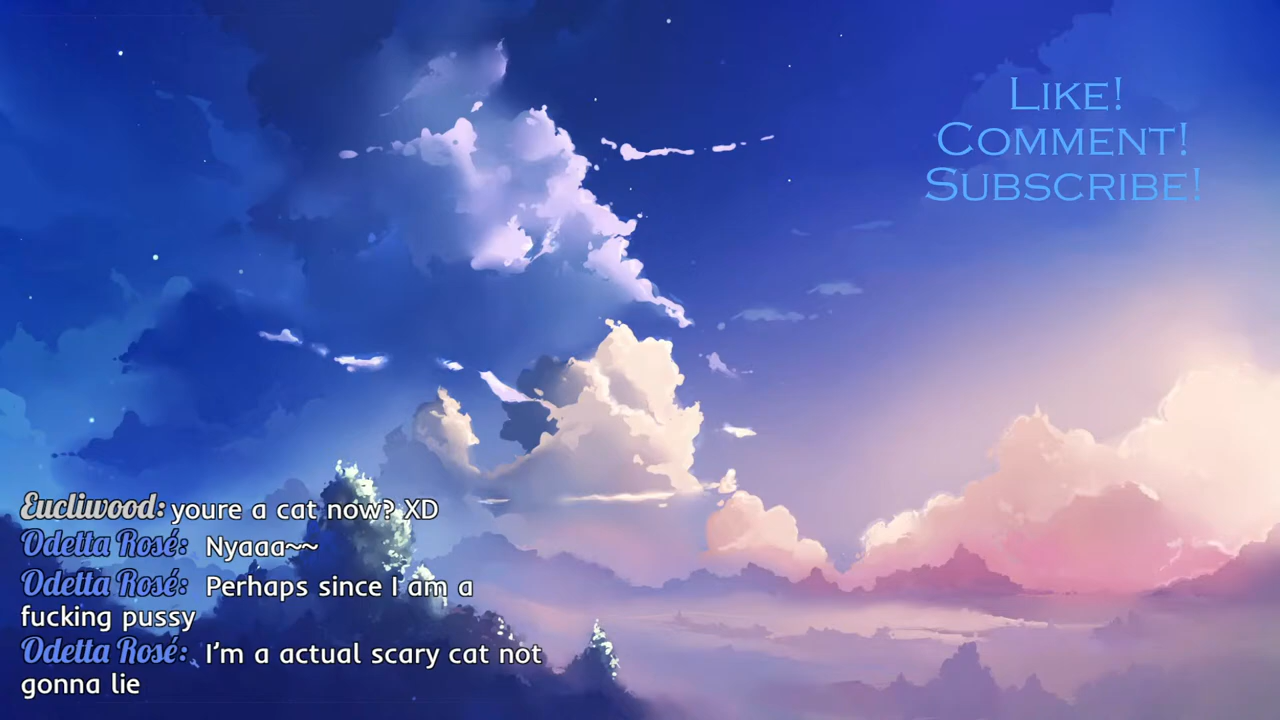 LIKE!
COMMENT!
SUBSCRIBE!
Eucliwood: youre a cat now? XD
Odetta Rosé: Nyaaa~~
Odetta Rosé: Perhaps since I am a
fucking pussy
Odetta Rosé: I'm a actual scary cat not
gonna lie